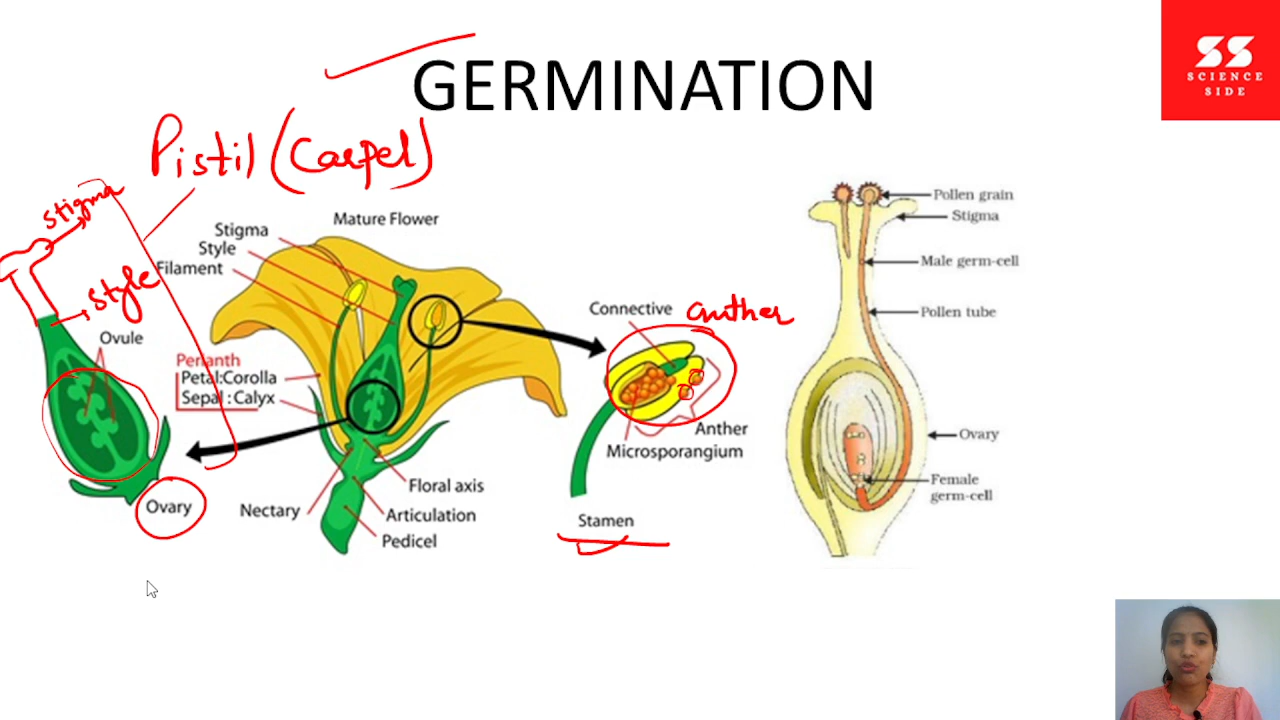 GERMINATION
SS
SCIENCE
SIDE
Pistil (Carpel)
stigma
style
Ovule
Ovary
Mature Flower
Stigma
Style
Filament
Perianth
Petal:Corolla
Sepal : Calyx
Nectary
Floral axis
Articulation
Pedicel
Connective
anther
Anther
Microsporangium
Stamen
Pollen grain
Stigma
Male germ-cell
Pollen tube
Ovary
Female
germ-cell